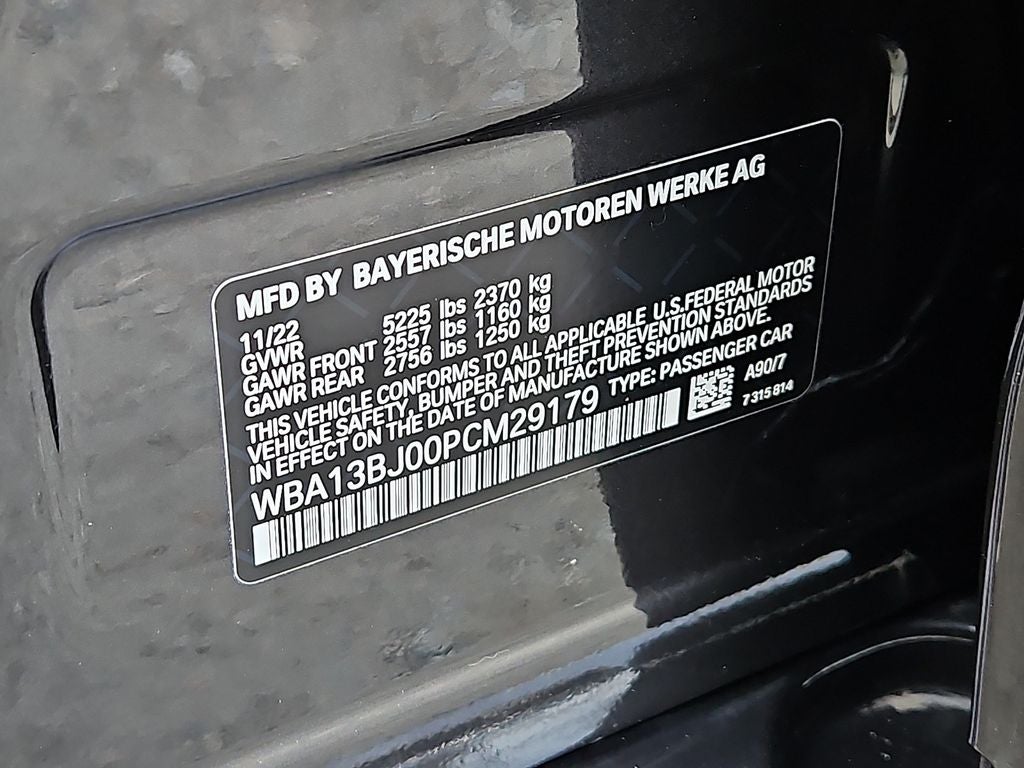 MFD BY BAYERISCHE MOTOREN WERKE AG
11/22
GVWR 5225 lbs 2370 kg
GAWR FRONT 2557 lbs 1160 kg
GAWR REAR 2756 lbs 1250 kg
THIS VEHICLE CONFORMS TO ALL APPLICABLE U.S.FEDERAL MOTOR
VEHICLE SAFETY, BUMPER AND THEFT PREVENTION STANDARDS
IN EFFECT ON THE DATE OF MANUFACTURE SHOWN ABOVE.
WBA13BJ00PCM29179 TYPE: PASSENGER CAR
A90/7
7 315 814